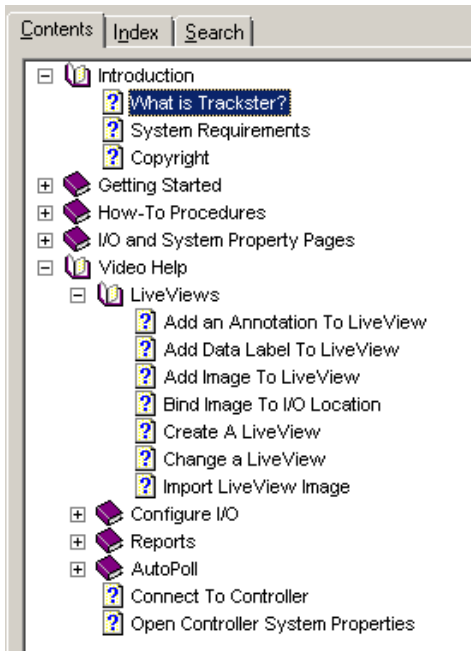 Contents Index Search
Introduction
What is Trackster?
System Requirements
Copyright
Getting Started
How-To Procedures
I/O and System Property Pages
Video Help
LiveViews
Add an Annotation To LiveView
Add Data Label To LiveView
Add Image To LiveView
Bind Image To I/O Location
Create A LiveView
Change a LiveView
Import LiveView Image
Configure I/O
Reports
AutoPoll
Connect To Controller
Open Controller System Properties